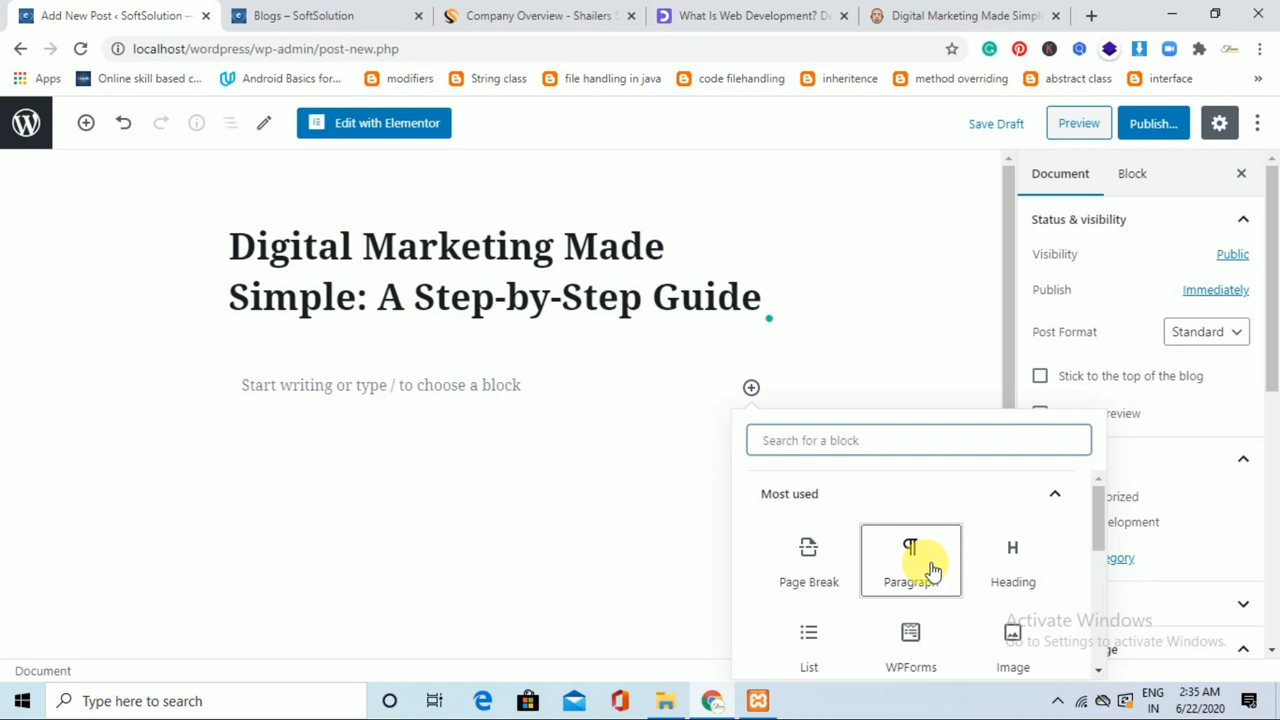 Add New Post ‹ SoftSolution —
Blogs – SoftSolution
Company Overview - Shailers S
What Is Web Development? De
Digital Marketing Made Simple
localhost/wordpress/wp-admin/post-new.php
Apps
Online skill based c...
Android Basics for...
modifiers
String class
file handling in java
code filehandling
inheritence
method overriding
abstract class
interface
»
Edit with Elementor
Save Draft
Preview
Publish...
Document
Block
Status & visibility
Visibility
Public
Publish
Immediately
Post Format
Standard
Stick to the top of the blog
Digital Marketing Made
Simple: A Step-by-Step Guide
Start writing or type / to choose a block
Search for a block
Most used
Page Break
Paragraph
Heading
List
WPForms
Image
Activate Windows
Go to Settings to activate Windows.
Document
Type here to search
ENG
IN
2:35 AM
6/22/2020